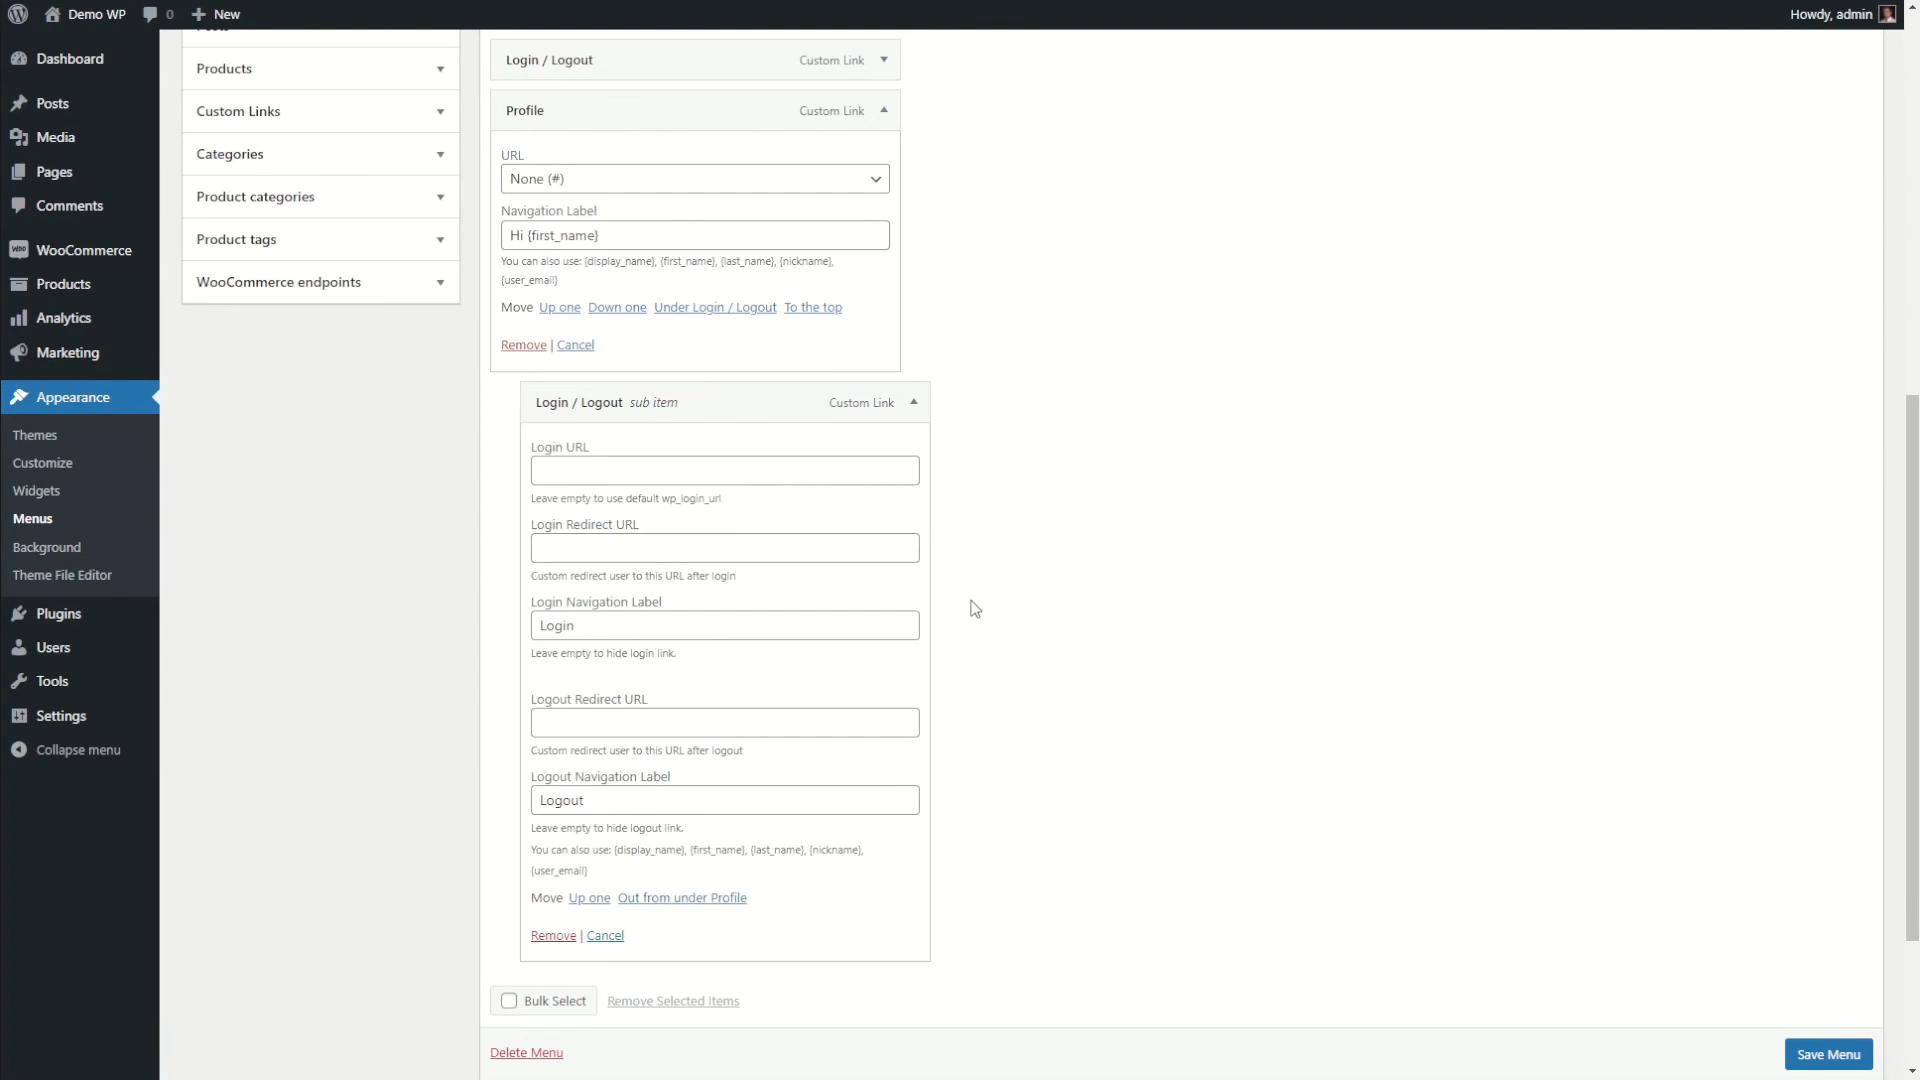 Demo WP
0
New
Howdy, admin
Dashboard
Posts
Media
Pages
Comments
WooCommerce
Products
Analytics
Marketing
Appearance
Themes
Customize
Widgets
Menus
Background
Theme File Editor
Plugins
Users
Tools
Settings
Collapse menu
Products
Custom Links
Categories
Product categories
Product tags
WooCommerce endpoints
Login / Logout Custom Link
Profile Custom Link
URL
None (#)
Navigation Label
Hi {first_name}
You can also use: {display_name}, {first_name}, {last_name}, {nickname},
{user_email}
Move Up one Down one Under Login / Logout To the top
Remove | Cancel
Login / Logout sub item Custom Link
Login URL
Leave empty to use default wp_login_url
Login Redirect URL
Custom redirect user to this URL after login
Login Navigation Label
Login
Leave empty to hide login link.
Logout Redirect URL
Custom redirect user to this URL after logout
Logout Navigation Label
Logout
Leave empty to hide logout link.
You can also use: {display_name}, {first_name}, {last_name}, {nickname},
{user_email}
Move Up one Out from under Profile
Remove | Cancel
Bulk Select Remove Selected Items
Delete Menu
Save Menu